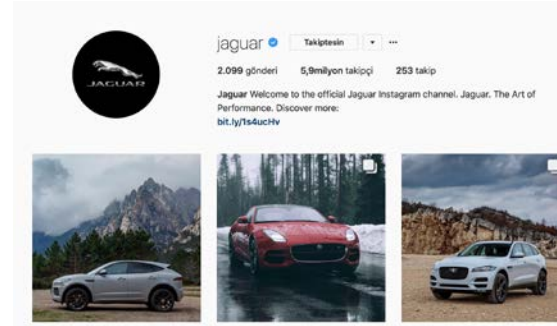 jaguar Takiptesin
2.099 gönderi 5,9milyon takipçi 253 takip
Jaguar Welcome to the official Jaguar Instagram channel. Jaguar. The Art of
Performance. Discover more:
bit.ly/1s4ucHv
JAGUAR